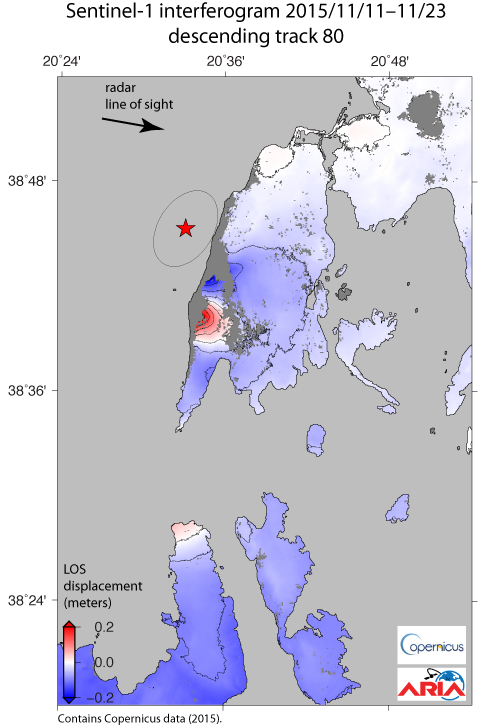 Sentinel-1 interferogram 2015/11/11–11/23
descending track 80
20˚24' 20˚36' 20˚48'
radar
line of sight
38˚48'
38˚36'
38˚24'
LOS
displacement
(meters)
0.2
0.0
−0.2
opernicus
ARIA
Contains Copernicus data (2015).